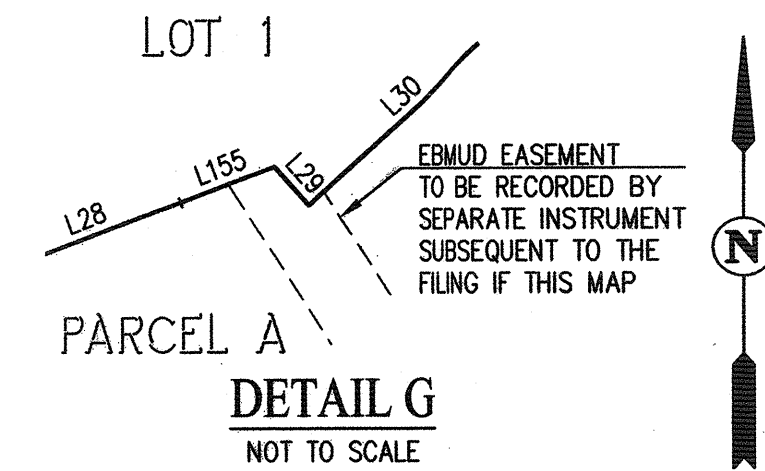 LOT 1
L30
L29
L155
L28
EBMUD EASEMENT
TO BE RECORDED BY
SEPARATE INSTRUMENT
SUBSEQUENT TO THE
FILING IF THIS MAP
N
PARCEL A
DETAIL G
NOT TO SCALE